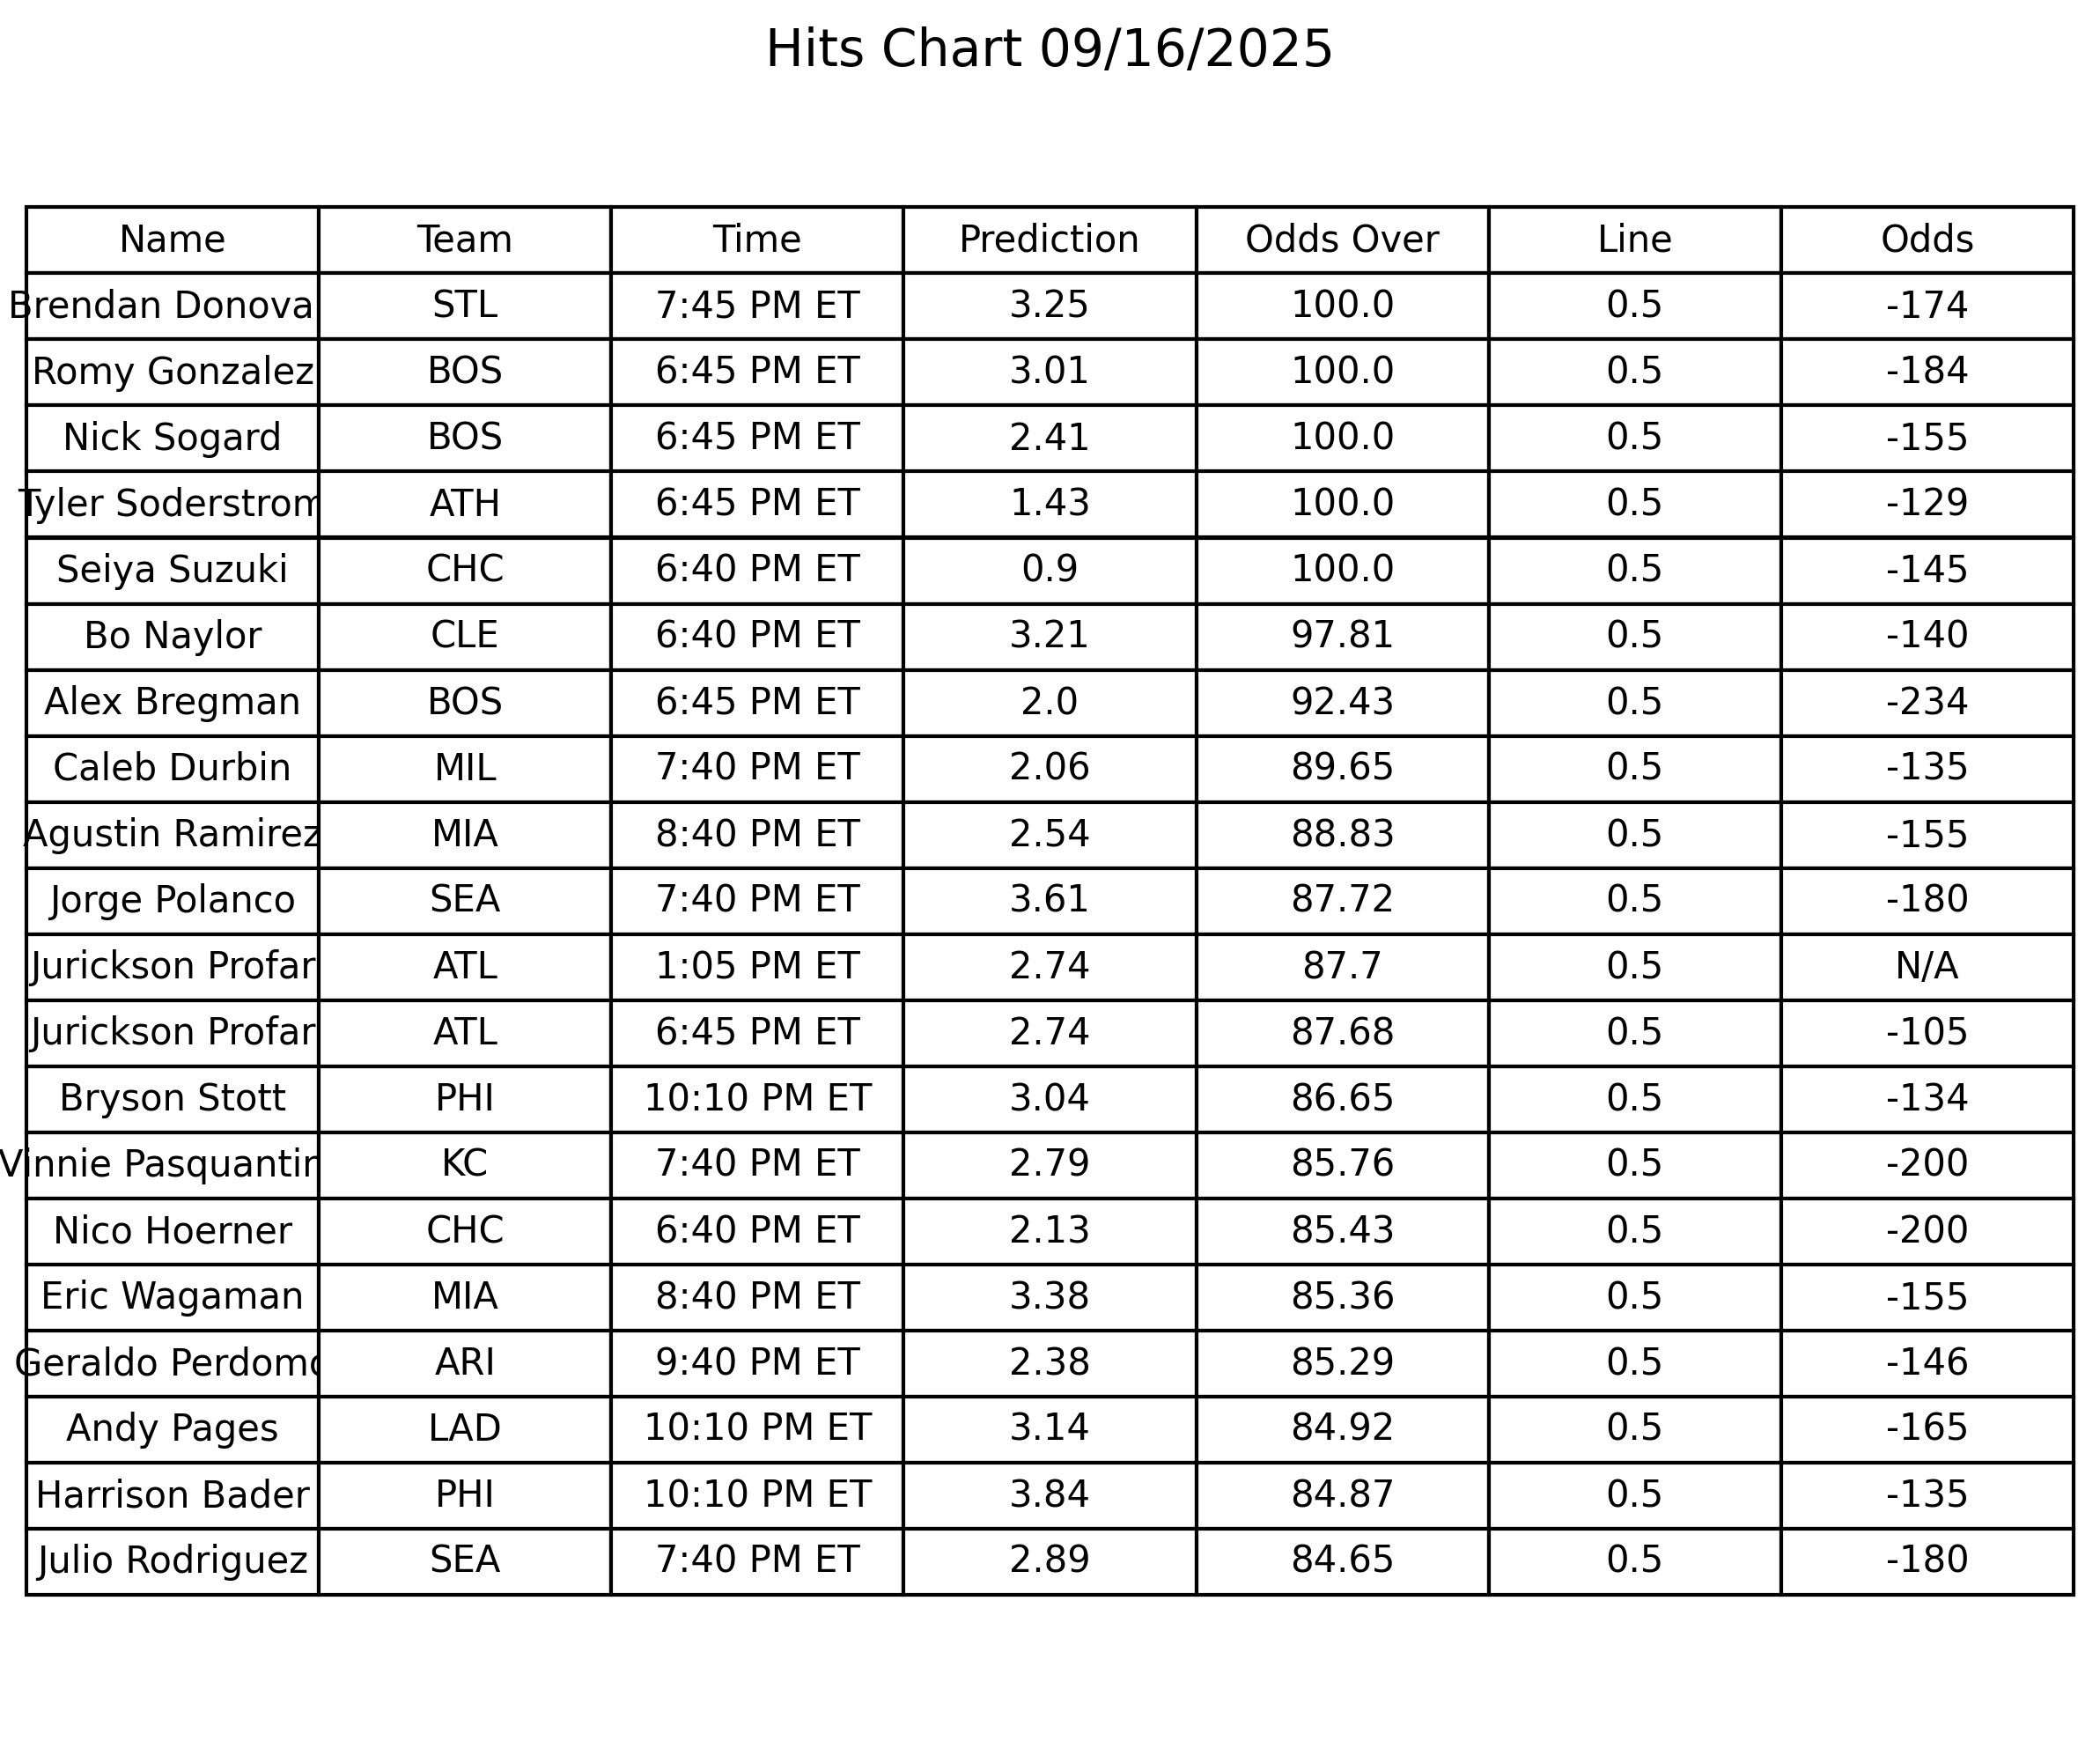 Hits Chart 09/16/2025
Name Team Time Prediction Odds Over Line Odds
Brendan Donova STL 7:45 PM ET 3.25 100.0 0.5 -174
Romy Gonzalez BOS 6:45 PM ET 3.01 100.0 0.5 -184
Nick Sogard BOS 6:45 PM ET 2.41 100.0 0.5 -155
Tyler Soderstrom ATH 6:45 PM ET 1.43 100.0 0.5 -129
Seiya Suzuki CHC 6:40 PM ET 0.9 100.0 0.5 -145
Bo Naylor CLE 6:40 PM ET 3.21 97.81 0.5 -140
Alex Bregman BOS 6:45 PM ET 2.0 92.43 0.5 -234
Caleb Durbin MIL 7:40 PM ET 2.06 89.65 0.5 -135
Agustin Ramirez MIA 8:40 PM ET 2.54 88.83 0.5 -155
Jorge Polanco SEA 7:40 PM ET 3.61 87.72 0.5 -180
Jurickson Profar ATL 1:05 PM ET 2.74 87.7 0.5 N/A
Jurickson Profar ATL 6:45 PM ET 2.74 87.68 0.5 -105
Bryson Stott PHI 10:10 PM ET 3.04 86.65 0.5 -134
Vinnie Pasquantin KC 7:40 PM ET 2.79 85.76 0.5 -200
Nico Hoerner CHC 6:40 PM ET 2.13 85.43 0.5 -200
Eric Wagaman MIA 8:40 PM ET 3.38 85.36 0.5 -155
Geraldo Perdomo ARI 9:40 PM ET 2.38 85.29 0.5 -146
Andy Pages LAD 10:10 PM ET 3.14 84.92 0.5 -165
Harrison Bader PHI 10:10 PM ET 3.84 84.87 0.5 -135
Julio Rodriguez SEA 7:40 PM ET 2.89 84.65 0.5 -180